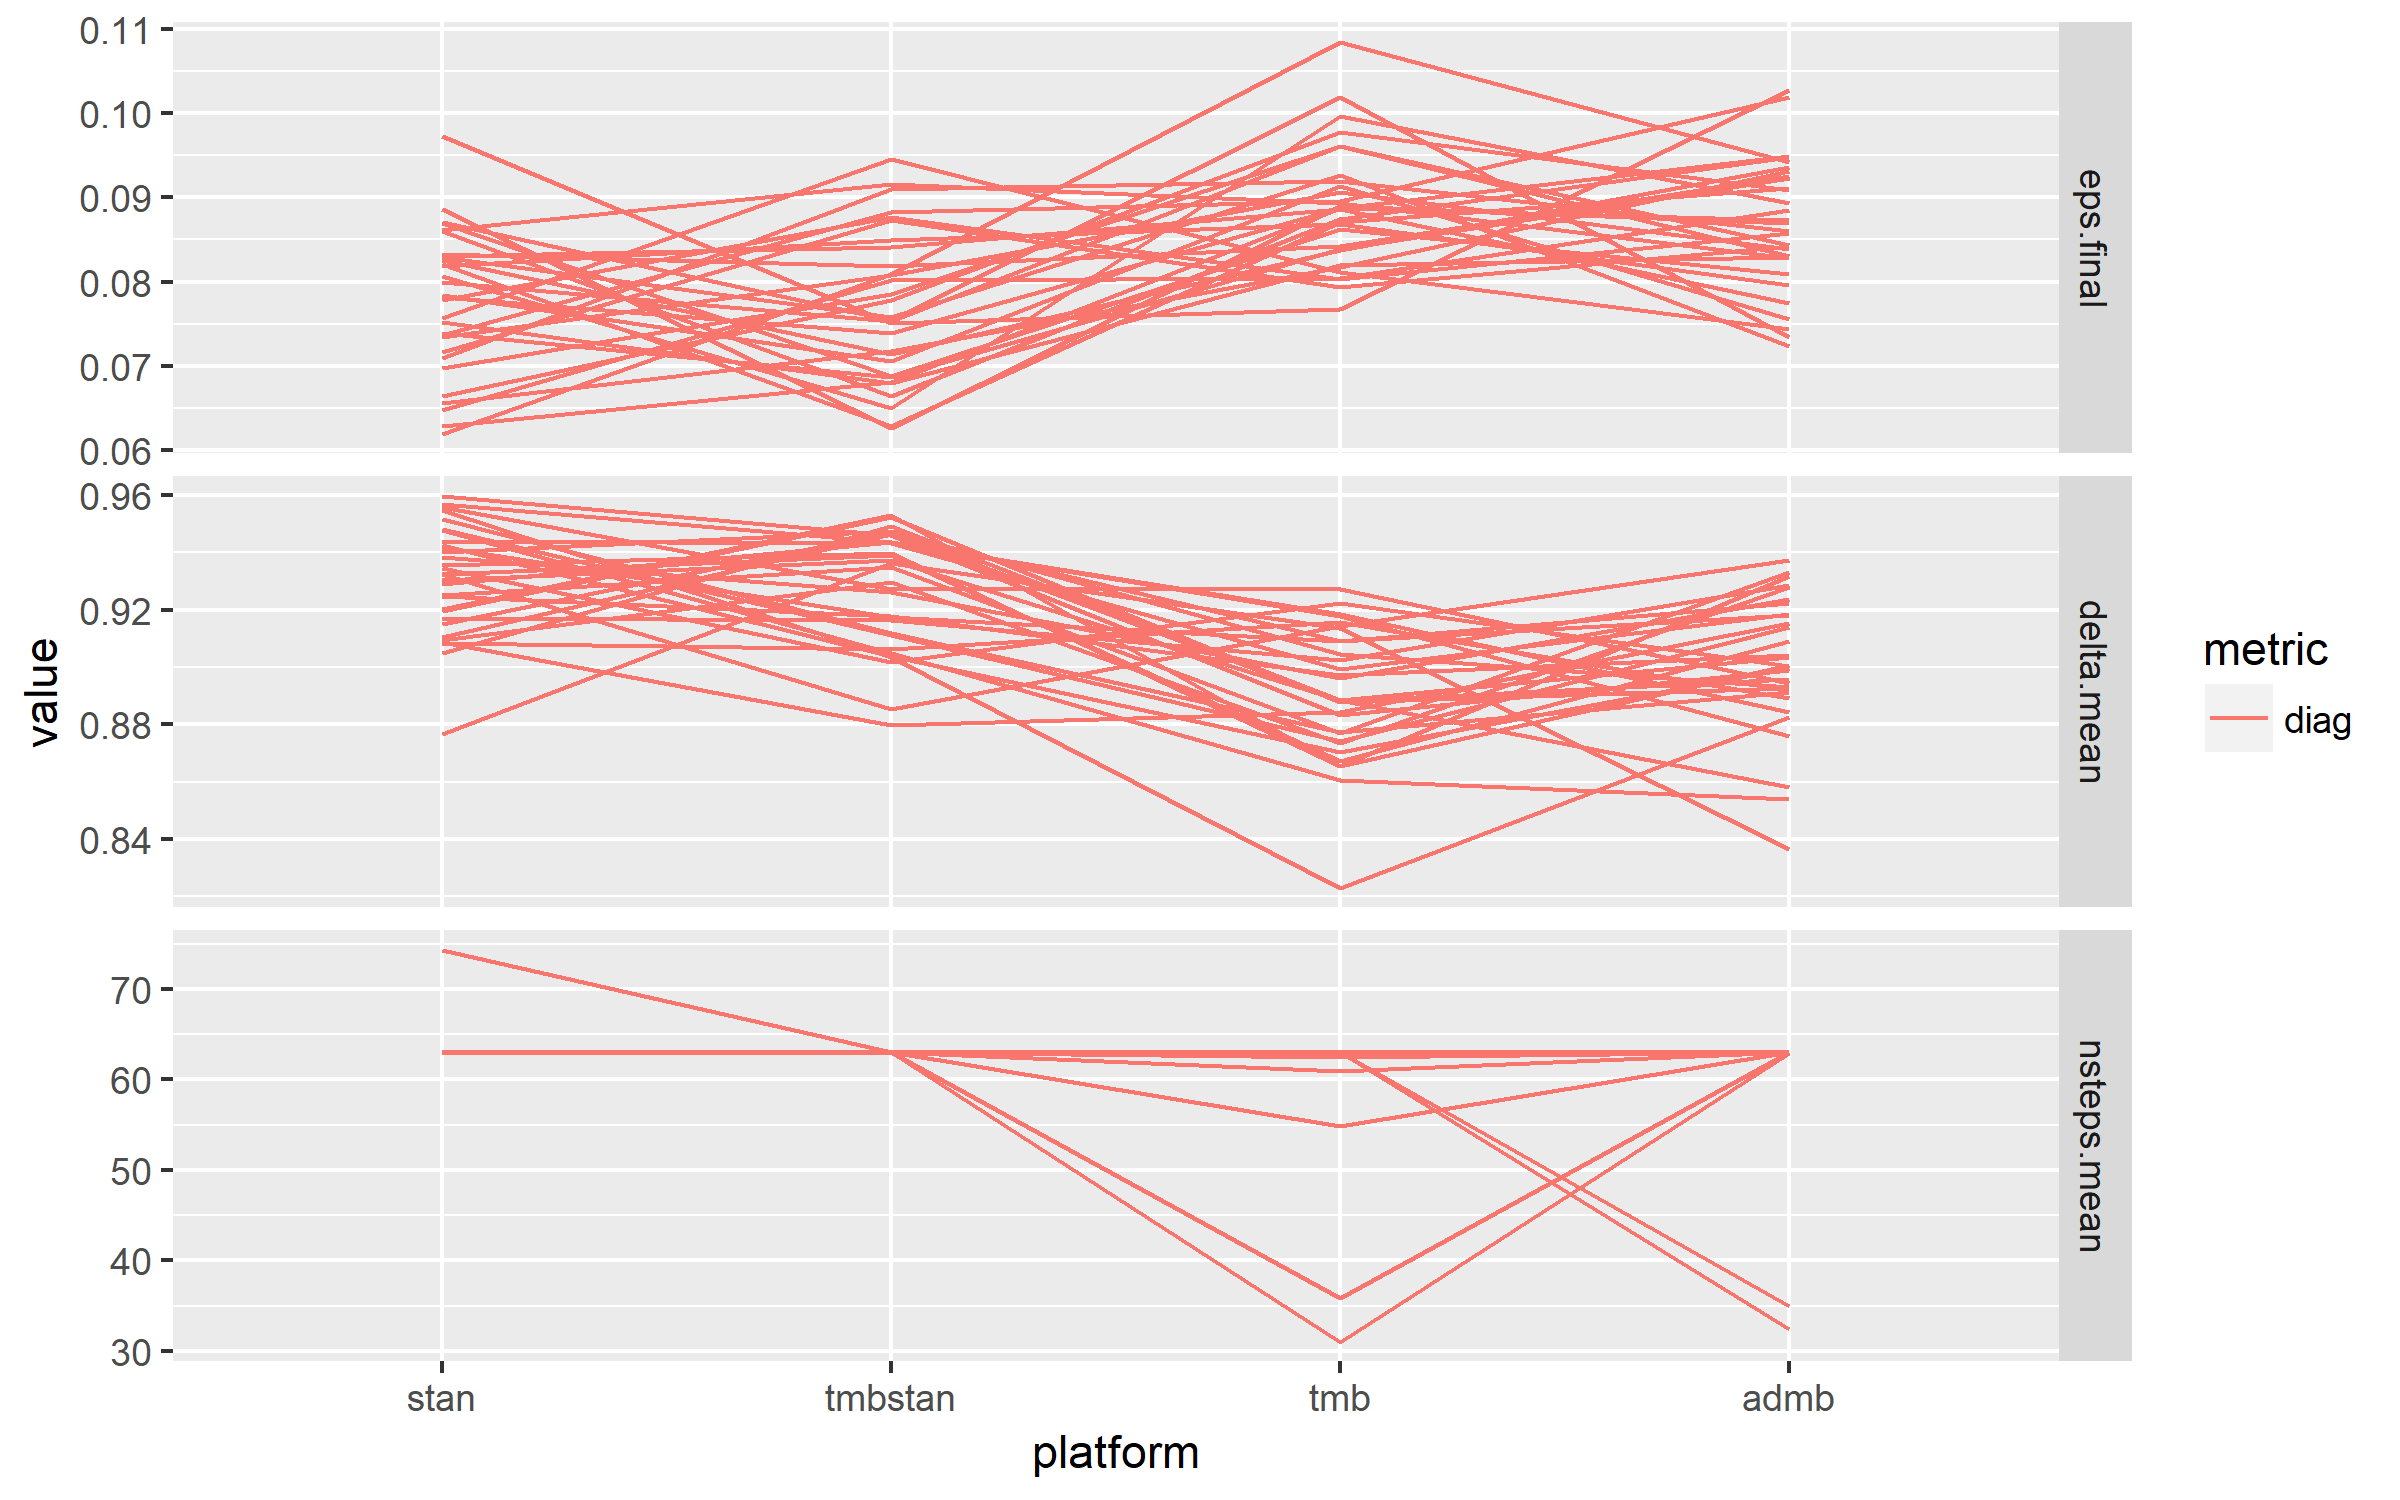 value
0.11
0.10
0.09
0.08
0.07
0.06
eps.final
0.96
0.92
0.88
0.84
delta.mean
70
60
50
40
30
nsteps.mean
stan
tmbstan
tmb
admb
platform
metric
diag